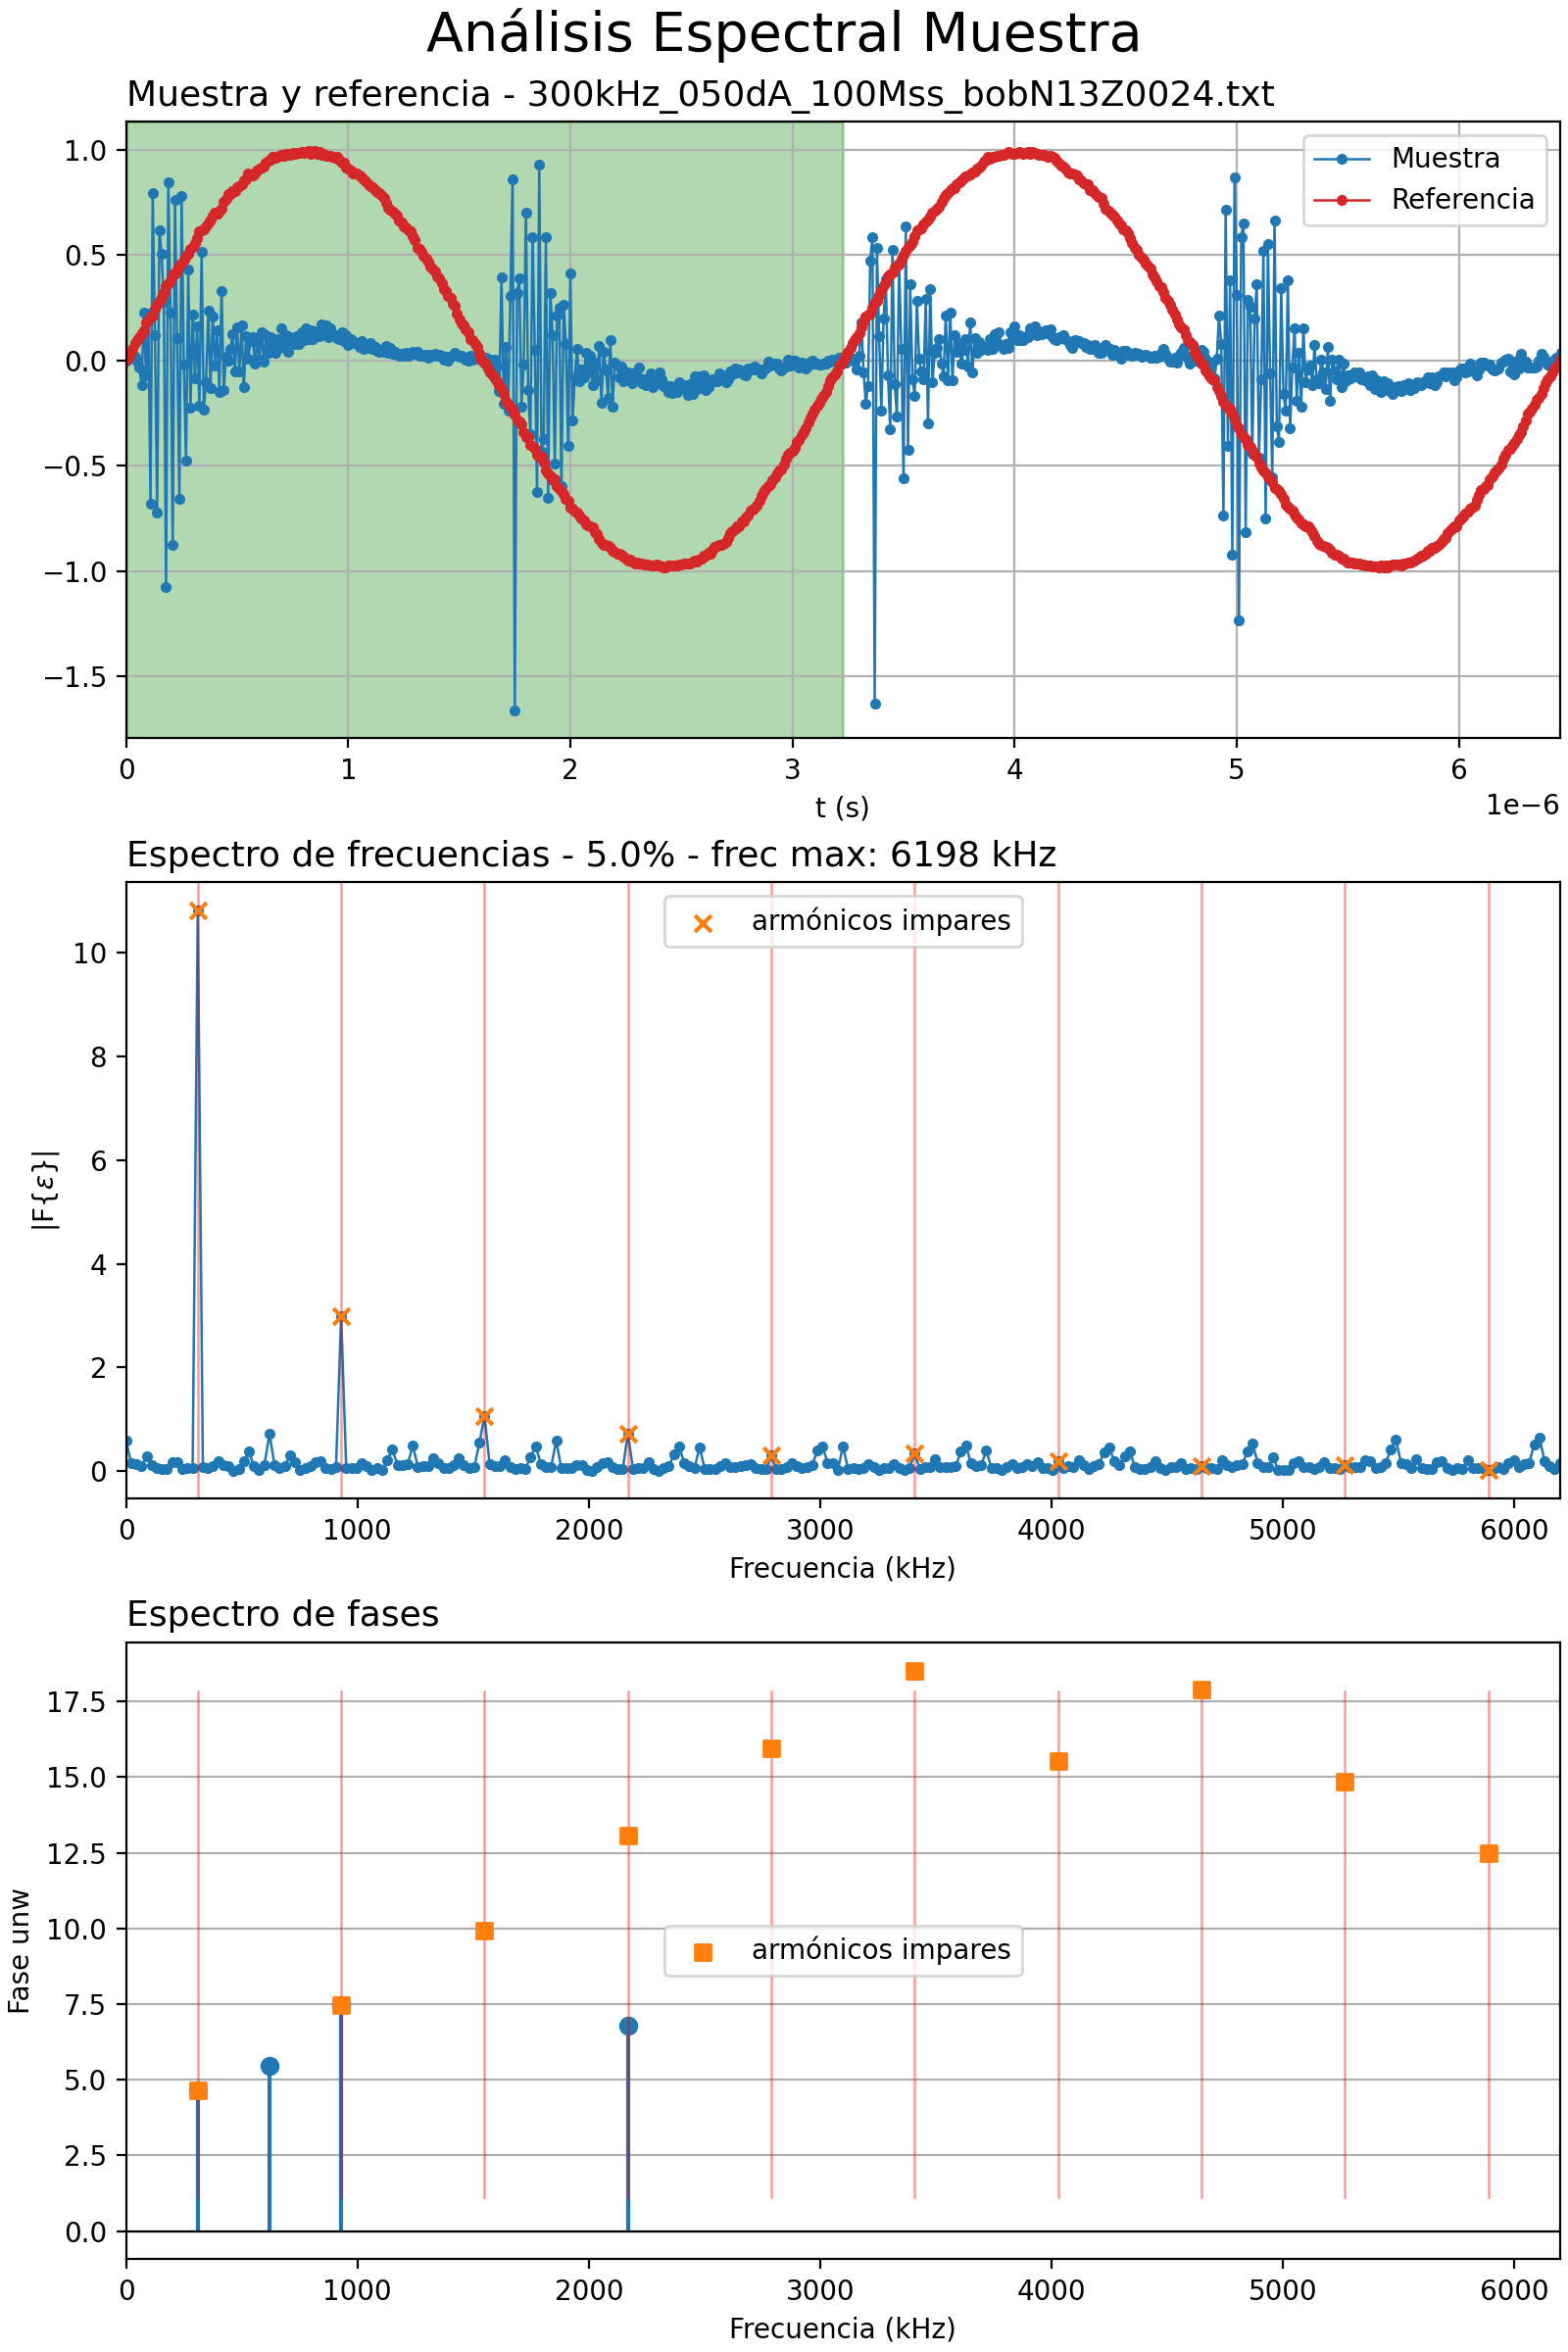 Análisis Espectral Muestra
Muestra y referencia - 300kHz_050dA_100Mss_bobN13Z0024.txt
1.0
0.5
0.0
−0.5
−1.0
−1.5
Muestra
Referencia
0 1 2 3 4 5 6
1e−6
t (s)
Espectro de frecuencias - 5.0% - frec max: 6198 kHz
armónicos impares
10
8
6
4
2
0
|F{ε}|
0 1000 2000 3000 4000 5000 6000
Frecuencia (kHz)
Espectro de fases
17.5
15.0
12.5
10.0
7.5
5.0
2.5
0.0
Fase unw
armónicos impares
0 1000 2000 3000 4000 5000 6000
Frecuencia (kHz)